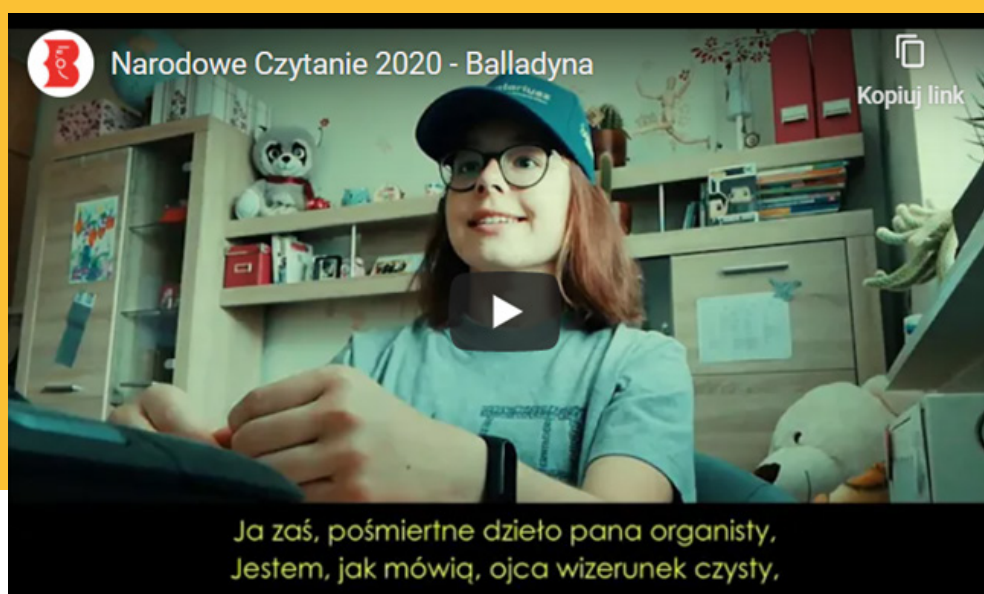 Narodowe Czytanie 2020 - Balladyna
Kopiuj link
Ja zaś, pośmiertne dzieło pana organisty,
Jestem, jak mówią, ojca wizerunek czysty,